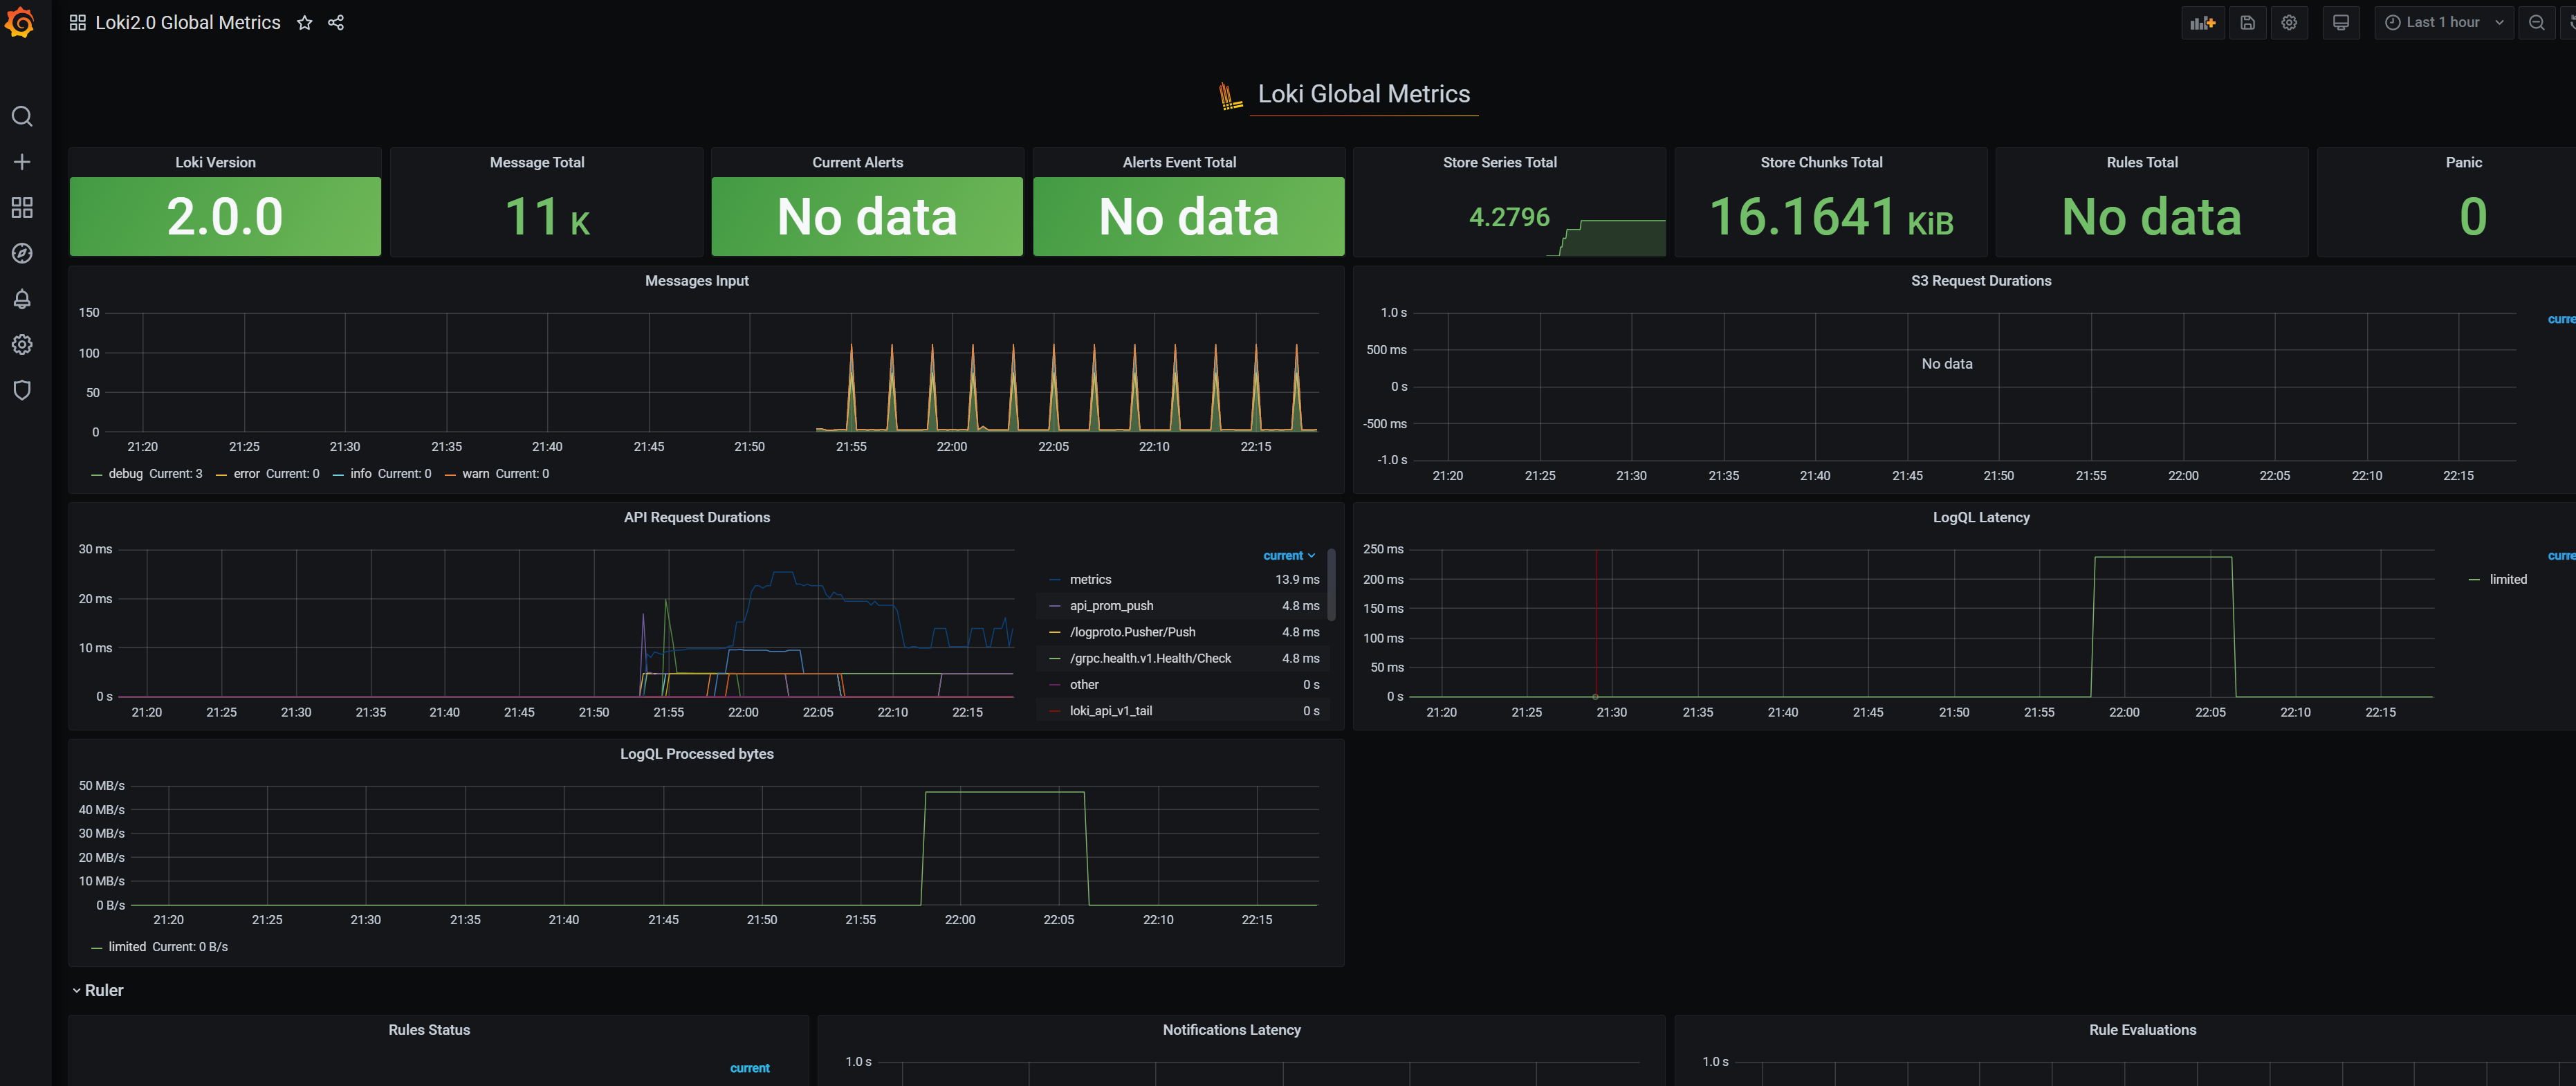 Loki2.0 Global Metrics
Last 1 hour
Loki Global Metrics
Loki Version
2.0.0
Message Total
11 K
Current Alerts
No data
Alerts Event Total
No data
Store Series Total
4.2796
Store Chunks Total
16.1641 KiB
Rules Total
No data
Panic
0
Messages Input
150
100
50
0
21:20 21:25 21:30 21:35 21:40 21:45 21:50 21:55 22:00 22:05 22:10 22:15
debug Current: 3 error Current: 0 info Current: 0 warn Current: 0
S3 Request Durations
curre
1.0 s
500 ms
0 s
-500 ms
-1.0 s
No data
21:20 21:25 21:30 21:35 21:40 21:45 21:50 21:55 22:00 22:05 22:10 22:15
API Request Durations
30 ms
20 ms
10 ms
0 s
21:20 21:25 21:30 21:35 21:40 21:45 21:50 21:55 22:00 22:05 22:10 22:15
current
metrics 13.9 ms
api_prom_push 4.8 ms
/logproto.Pusher/Push 4.8 ms
/grpc.health.v1.Health/Check 4.8 ms
other 0 s
loki_api_v1_tail 0 s
LogQL Latency
250 ms
200 ms
150 ms
100 ms
50 ms
0 s
21:20 21:25 21:30 21:35 21:40 21:45 21:50 21:55 22:00 22:05 22:10 22:15
curre
limited
LogQL Processed bytes
50 MB/s
40 MB/s
30 MB/s
20 MB/s
10 MB/s
0 B/s
21:20 21:25 21:30 21:35 21:40 21:45 21:50 21:55 22:00 22:05 22:10 22:15
limited Current: 0 B/s
Ruler
Rules Status
current
Notifications Latency
1.0 s
Rule Evaluations
1.0 s